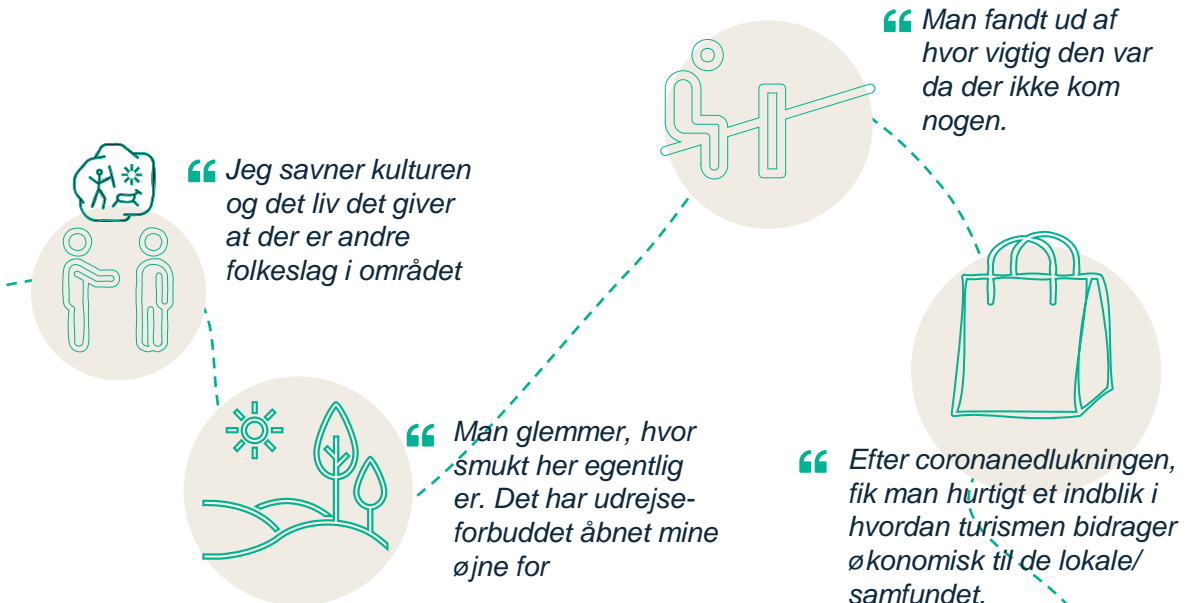 “ Jeg savner kulturen
og det liv det giver
at der er andre
folkeslag i området
“ Man glemmer, hvor
smukt her egentlig
er. Det har udrejse-
forbuddet åbnet mine
øjne for
“ Man fandt ud af
hvor vigtig den var
da der ikke kom
nogen.
“ Efter coronanedlukningen,
fik man hurtigt et indblik i
hvordan turismen bidrager
økonomisk til de lokale/
samfundet.